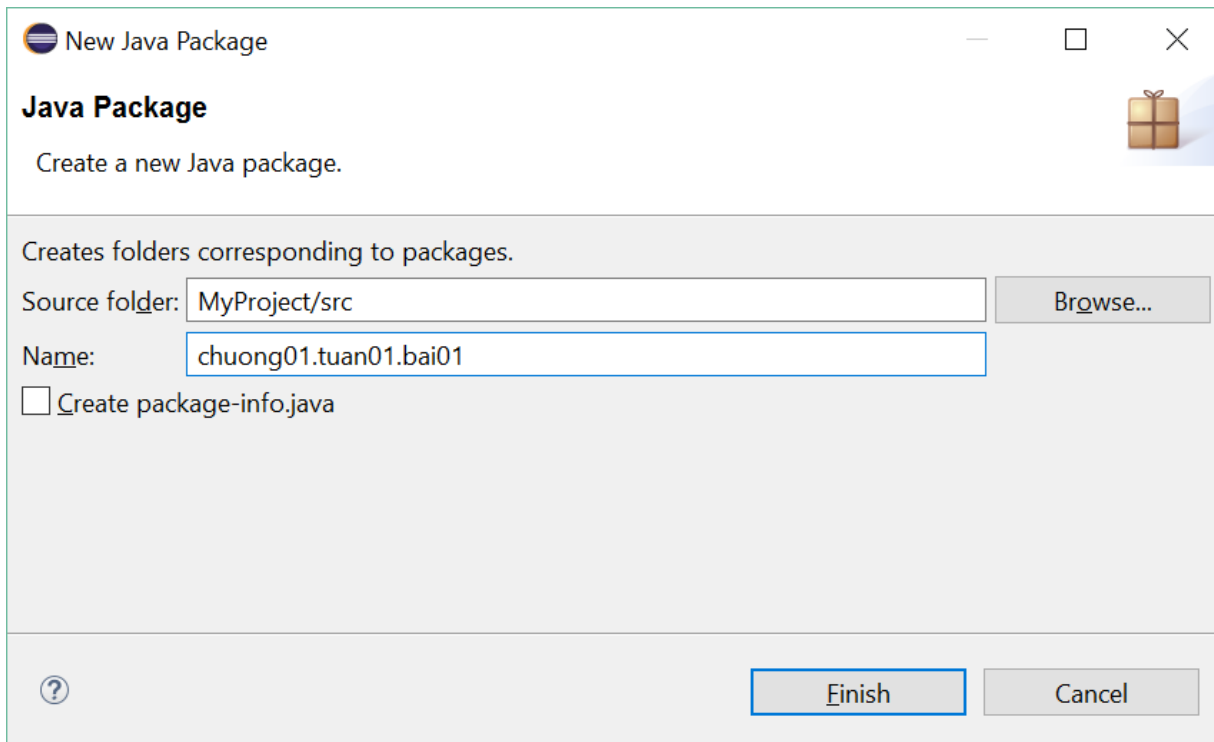 New Java Package
Java Package
Create a new Java package.
Creates folders corresponding to packages.
Source folder: MyProject/src Browse...
Name: chuong01.tuan01.bai01
Create package-info.java
? Finish Cancel